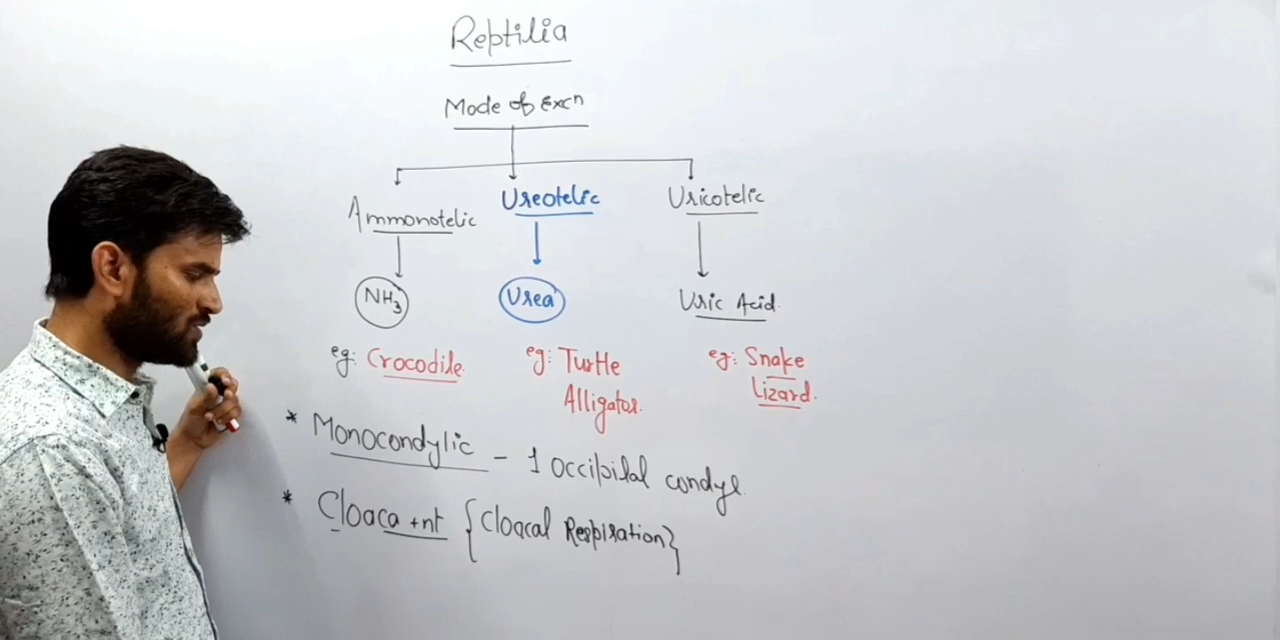 Reptilia
Mode of Excn
Ammonotelic Ureotelic Uricotelic
NH3 Urea Uric Acid.
eg: Crocodile. eg: Turtle eg: Snake
Alligator. Lizard.
* Monocondylic - 1 occipital condyl
* Cloaca +nt {Cloacal Respiration}